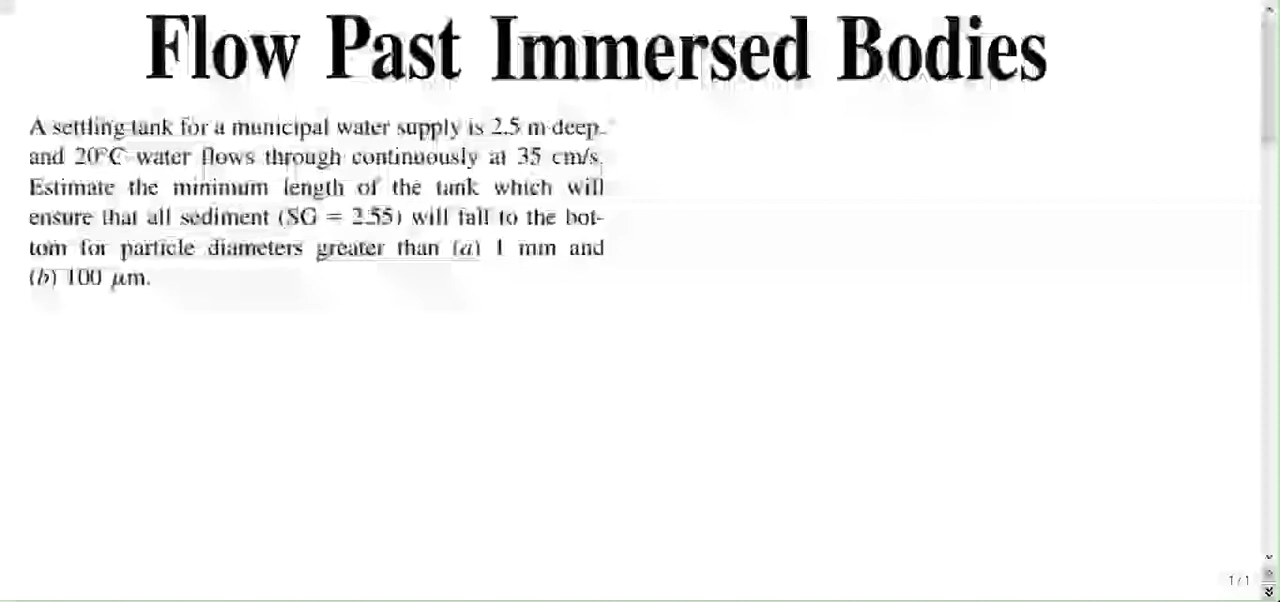 Flow Past Immersed Bodies
A settling tank for a municipal water supply is 2.5 m deep,
and 20°C water flows through continuously at 35 cm/s.
Estimate the minimum length of the tank which will
ensure that all sediment (SG = 2.55) will fall to the bot-
tom for particle diameters greater than (a) 1 mm and
(b) 100 μm.
1/1